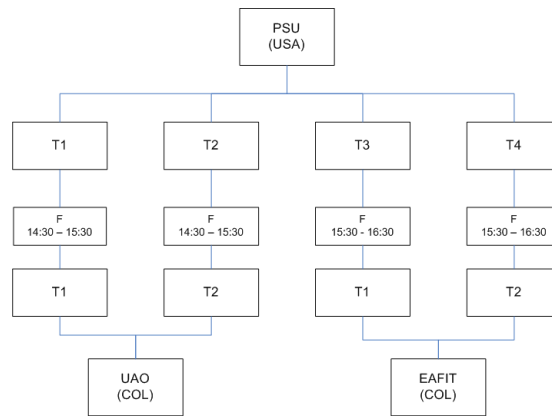 PSU
(USA)
T1
T2
T3
T4
F
14:30 – 15:30
F
14:30 – 15:30
F
15:30 - 16:30
F
15:30 – 16:30
T1
T2
T1
T2
UAO
(COL)
EAFIT
(COL)